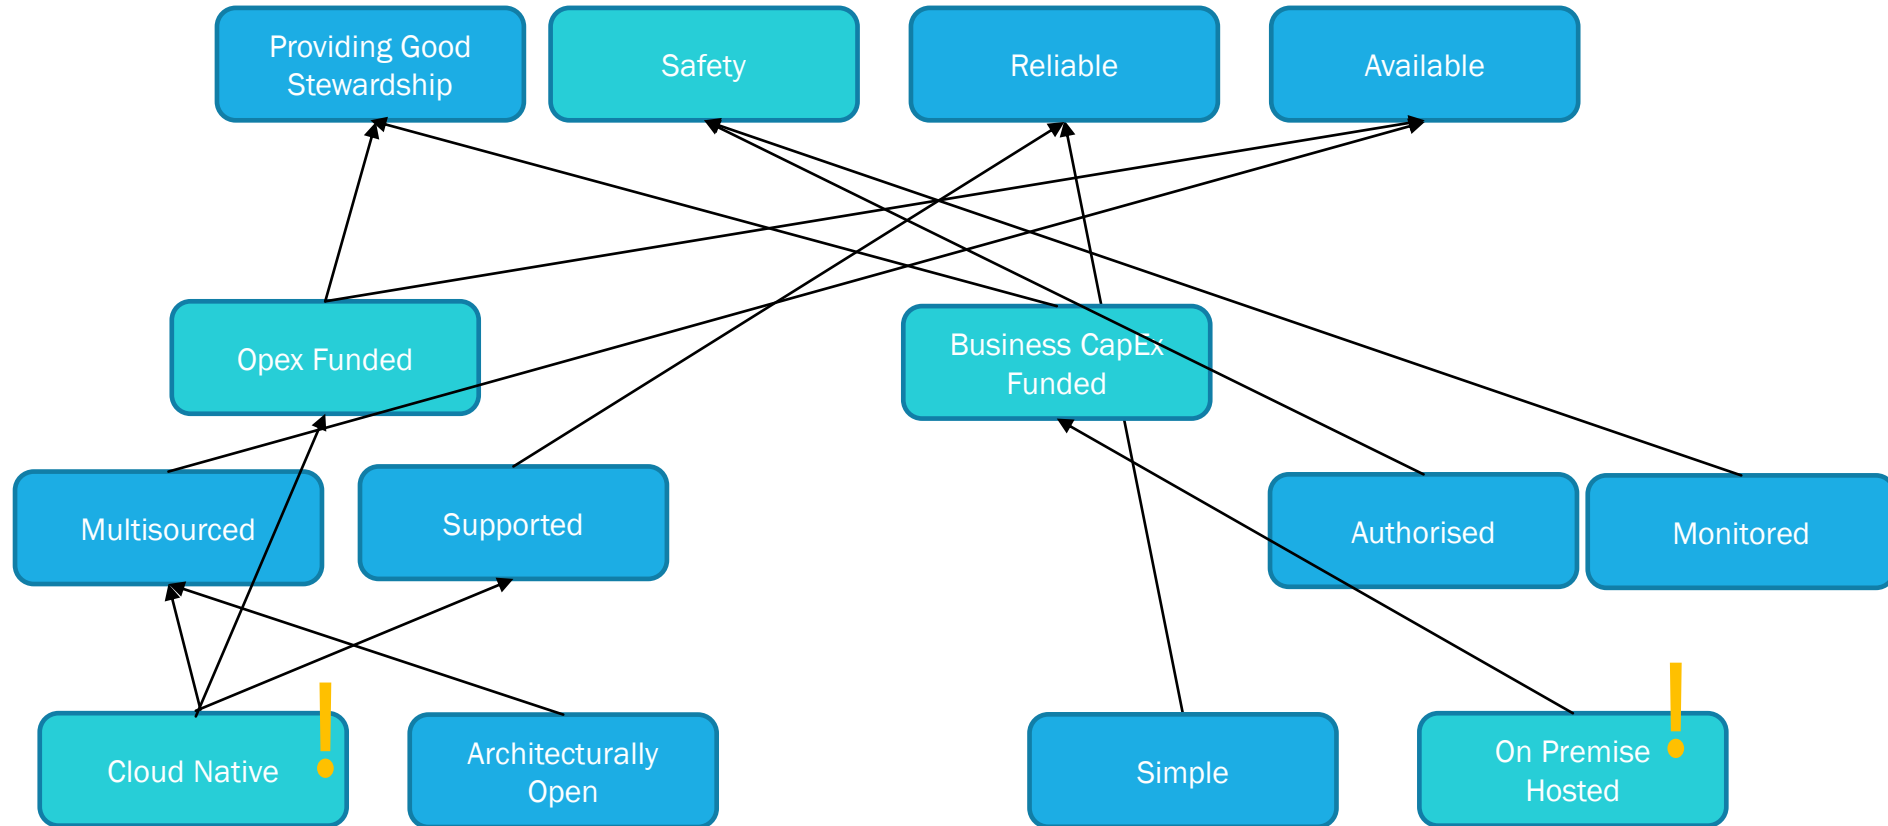 Providing Good
Stewardship
Safety
Reliable
Available
Opex Funded
Business CapEx
Funded
Multisourced
Supported
Authorised
Monitored
!
!
Cloud Native
Architecturally
Open
Simple
On Premise
Hosted